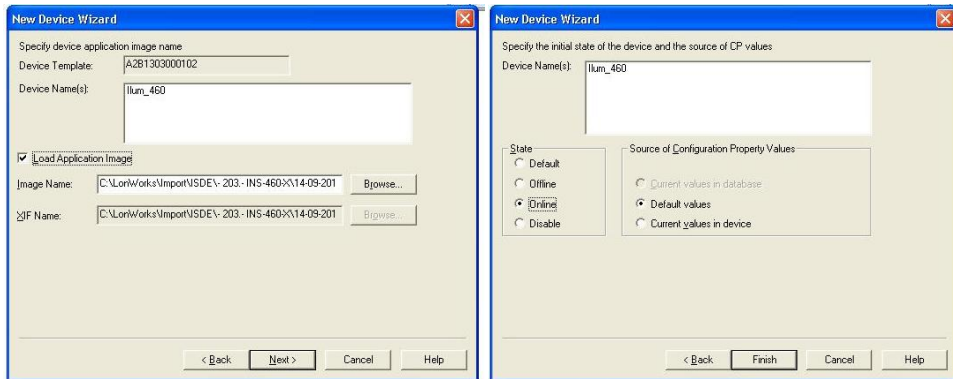 New Device Wizard
Specify device application image name
Device Template: A2B1303000102
Device Name(s): Ilum_460
Load Application Image
Image Name: C:\LonWorks\Import\ISDE\- 203.- INS-460-X\14-09-201 Browse...
XIF Name: C:\LonWorks\Import\ISDE\- 203.- INS-460-X\14-09-201 Browse...
< Back Next > Cancel Help
New Device Wizard
Specify the initial state of the device and the source of CP values
Device Name(s): Ilum_460
State
Default
Offline
Online
Disable
Source of Configuration Property Values
Current values in database
Default values
Current values in device
< Back Finish Cancel Help